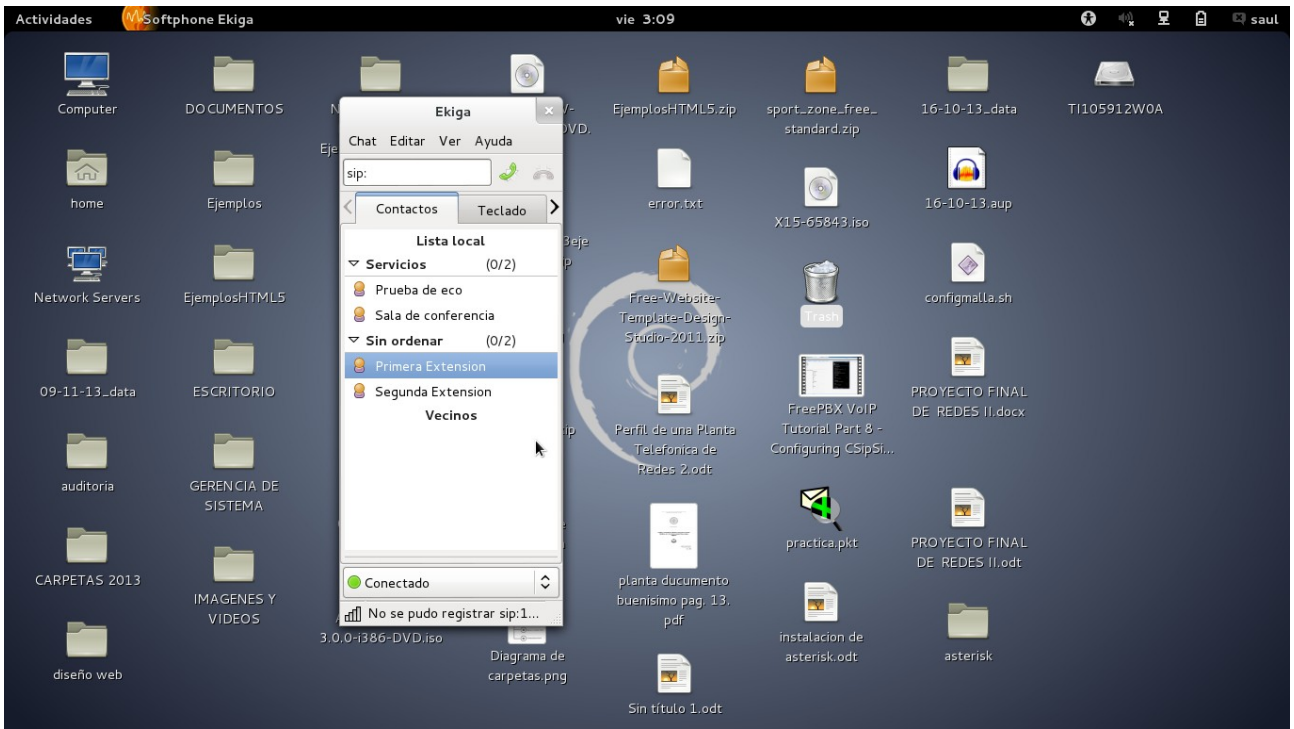 Actividades
Softphone Ekiga
vie 3:09
saul
Computer
DOCUMENTOS
EjemplosHTML5.zip
sport_zone_free_
standard.zip
16-10-13_data
TI105912W0A
home
Ejemplos
error.txt
X15-65843.iso
16-10-13.aup
Network Servers
EjemplosHTML5
Free-Website-
Template-Design-
Studio-2011.zip
Trash
configmalla.sh
09-11-13_data
ESCRITORIO
Perfil de una Planta
Telefonica de
Redes 2.odt
FreePBX VoIP
Tutorial Part 8 -
Configuring CSipSi...
PROYECTO FINAL
DE REDES II.docx
auditoria
GERENCIA DE
SISTEMA
practica.pkt
PROYECTO FINAL
DE REDES II.odt
CARPETAS 2013
IMAGENES Y
VIDEOS
planta ducumento
buenisimo pag. 13.
pdf
instalacion de
asterisk.odt
asterisk
diseño web
3.0.0-i386-DVD.iso
Diagrama de
carpetas.png
Sin título 1.odt
Ekiga
Chat Editar Ver Ayuda
sip:
Contactos
Teclado
Lista local
Servicios (0/2)
Prueba de eco
Sala de conferencia
Sin ordenar (0/2)
Primera Extension
Segunda Extension
Vecinos
Conectado
No se pudo registrar sip:1...